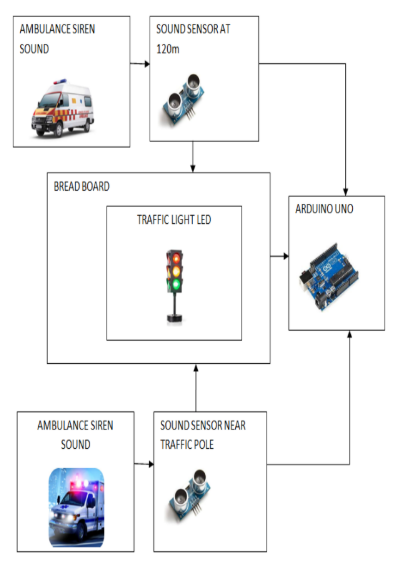 AMBULANCE SIREN
SOUND
SOUND SENSOR AT
120m
BREAD BOARD
TRAFFIC LIGHT LED
ARDUINO UNO
AMBULANCE SIREN
SOUND
SOUND SENSOR NEAR
TRAFFIC POLE